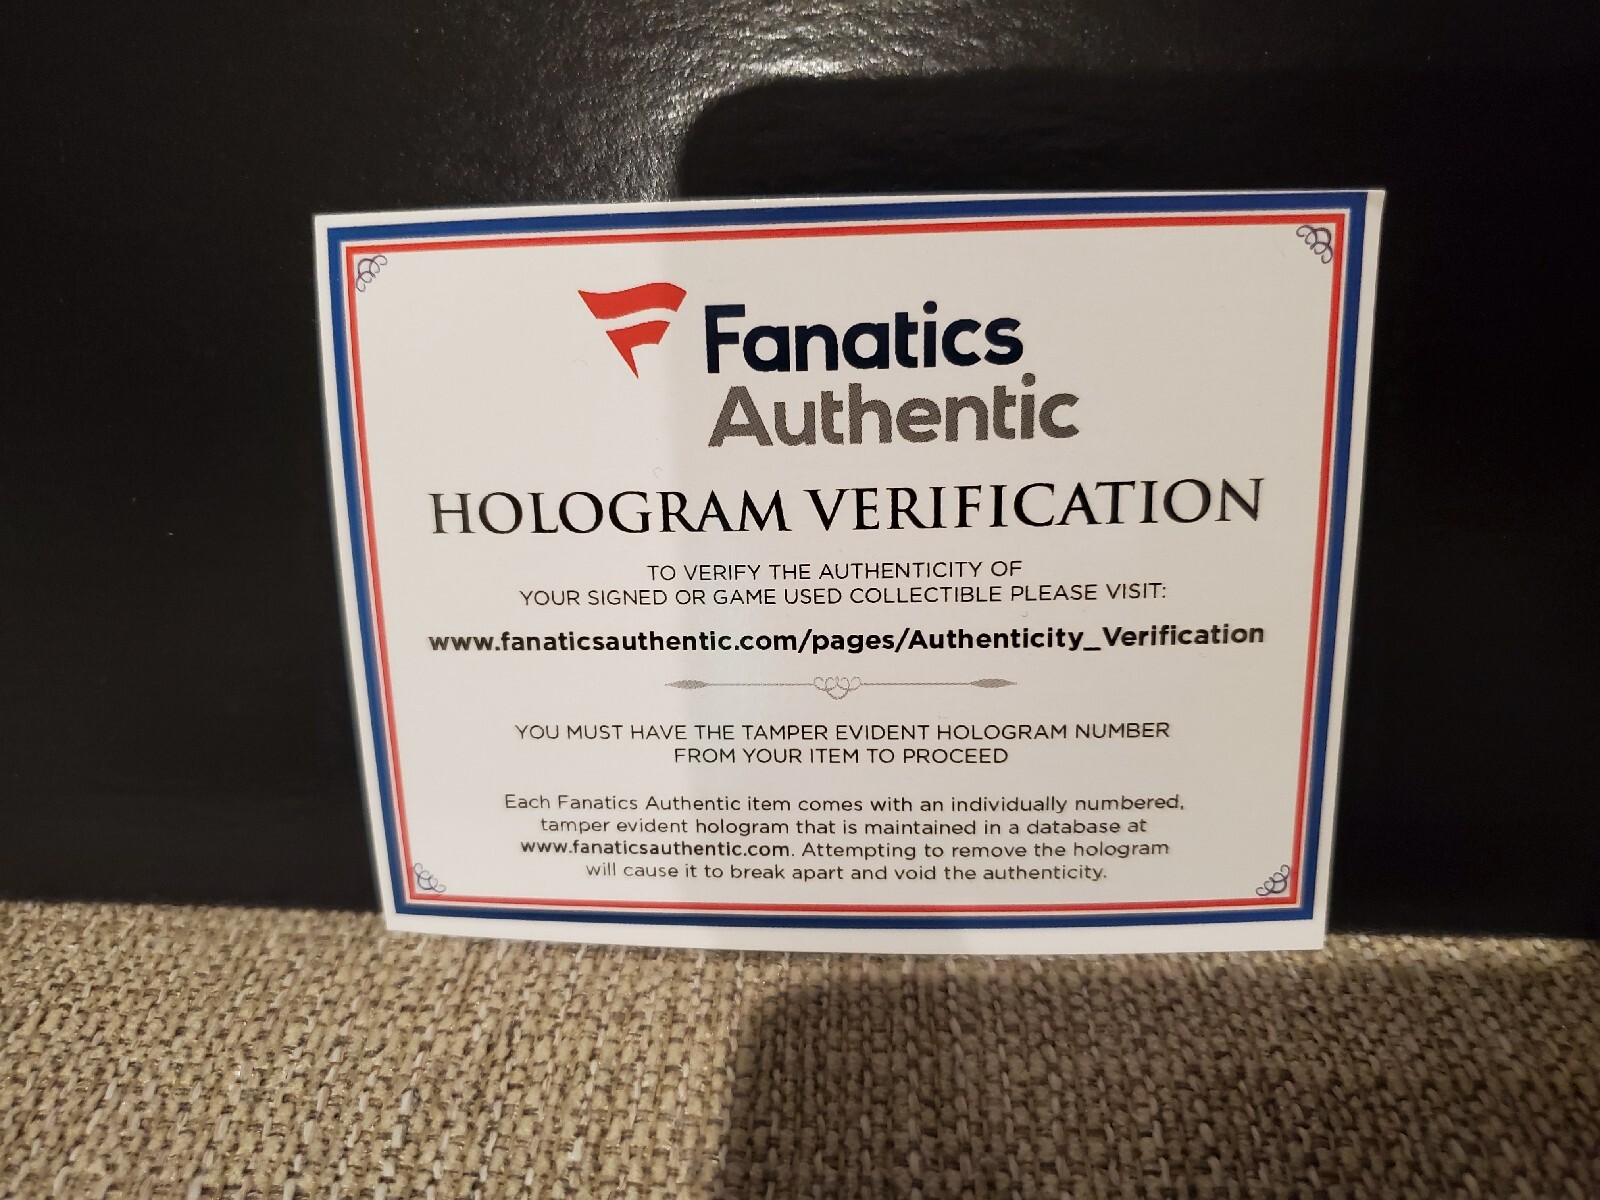 Fanatics
Authentic
HOLOGRAM VERIFICATION
TO VERIFY THE AUTHENTICITY OF
YOUR SIGNED OR GAME USED COLLECTIBLE PLEASE VISIT:
www.fanaticsauthentic.com/pages/Authenticity_Verification
YOU MUST HAVE THE TAMPER EVIDENT HOLOGRAM NUMBER
FROM YOUR ITEM TO PROCEED
Each Fanatics Authentic item comes with an individually numbered,
tamper evident hologram that is maintained in a database at
www.fanaticsauthentic.com. Attempting to remove the hologram
will cause it to break apart and void the authenticity.